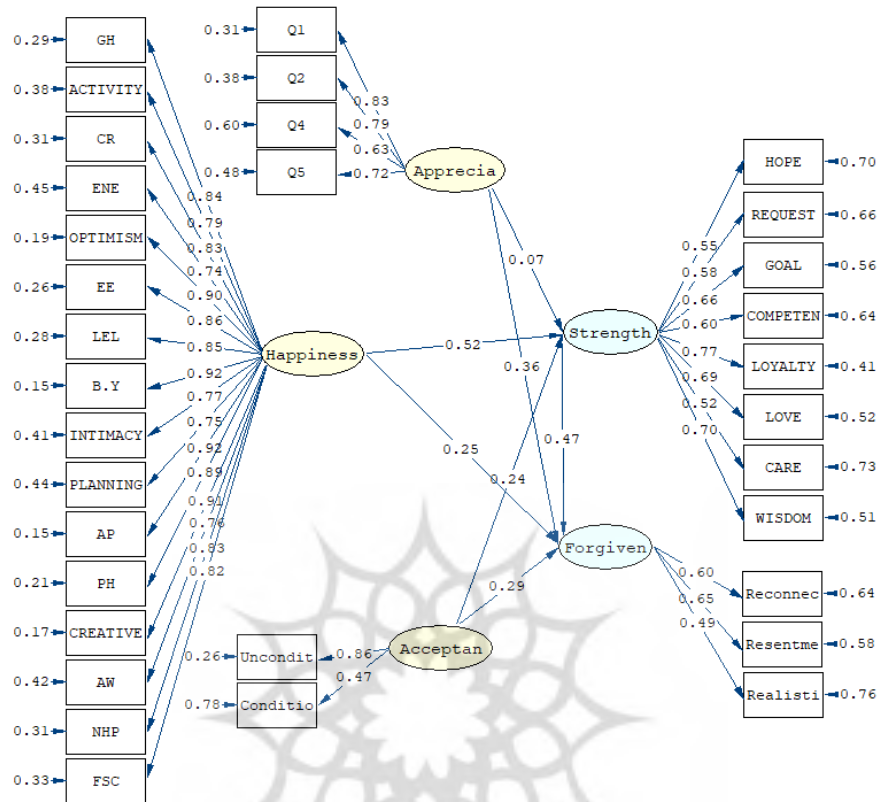 0.29 GH
0.38 ACTIVITY
0.31 CR
0.45 ENE
0.19 OPTIMISM
0.26 EE
0.28 LEL
0.15 B.Y
0.41 INTIMACY
0.44 PLANNING
0.15 AP
0.21 PH
0.17 CREATIVE
0.42 AW
0.31 NHP
0.33 FSC
0.84
0.79
0.83
0.74
0.90
0.86
0.85
0.92
0.77
0.75
0.92
0.89
0.91
0.76
0.83
0.82
0.31 Q1
0.38 Q2
0.60 Q4
0.48 Q5
0.83
0.79
0.63
0.72
Apprecia
Happiness
Acceptan
0.26 Uncondit
0.78 Conditio
0.86
0.47
0.07
0.52
0.36
0.25
0.24
0.47
0.29
Strength
Forgiven
0.55
0.58
0.66
0.60
0.77
0.69
0.52
0.70
HOPE 0.70
REQUEST 0.66
GOAL 0.56
COMPETEN 0.64
LOYALTY 0.41
LOVE 0.52
CARE 0.73
WISDOM 0.51
0.60
0.65
0.49
Reconnec 0.64
Resentme 0.58
Realisti 0.76